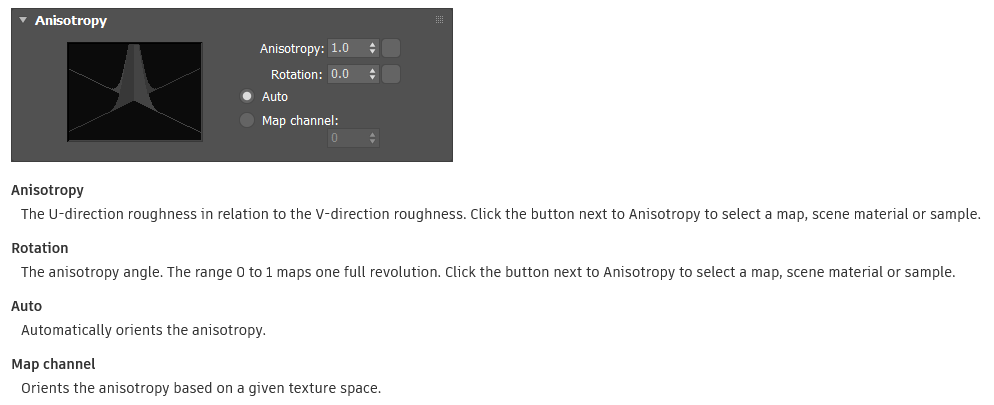 Anisotropy
Anisotropy: 1.0
Rotation: 0.0
Auto
Map channel:
0
Anisotropy
The U-direction roughness in relation to the V-direction roughness. Click the button next to Anisotropy to select a map, scene material or sample.
Rotation
The anisotropy angle. The range 0 to 1 maps one full revolution. Click the button next to Anisotropy to select a map, scene material or sample.
Auto
Automatically orients the anisotropy.
Map channel
Orients the anisotropy based on a given texture space.